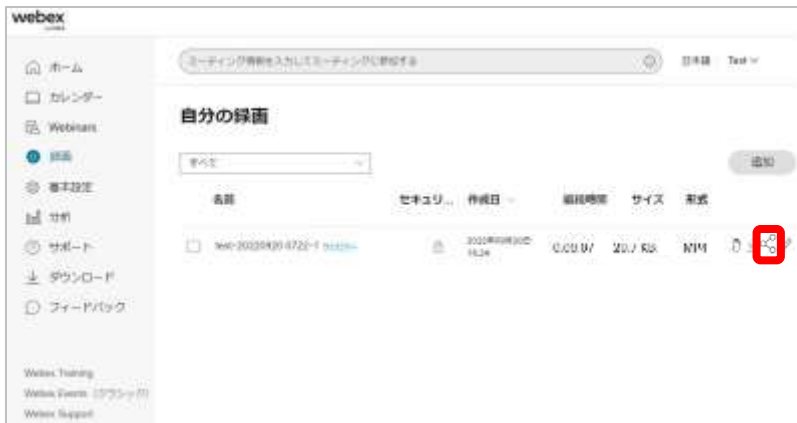 webex
ミーティング情報を入力してミーティングに参加する
日本語
Test
ホーム
カレンダー
Webinars
録画
基本設定
分析
サポート
ダウンロード
フィードバック
Webex Training
Webex Events (クラシック)
Webex Support
自分の録画
すべて
追加
名前 セキュリ... 作成日 継続時間 サイズ 形式
0:00:07 MP4